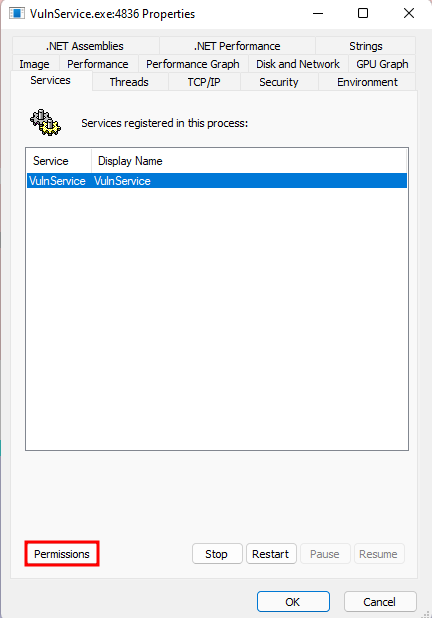 VulnService.exe:4836 Properties
.NET Assemblies .NET Performance Strings
Image Performance Performance Graph Disk and Network GPU Graph
Services Threads TCP/IP Security Environment
Services registered in this process:
Service Display Name
VulnService VulnService
Permissions Stop Restart Pause Resume
OK Cancel